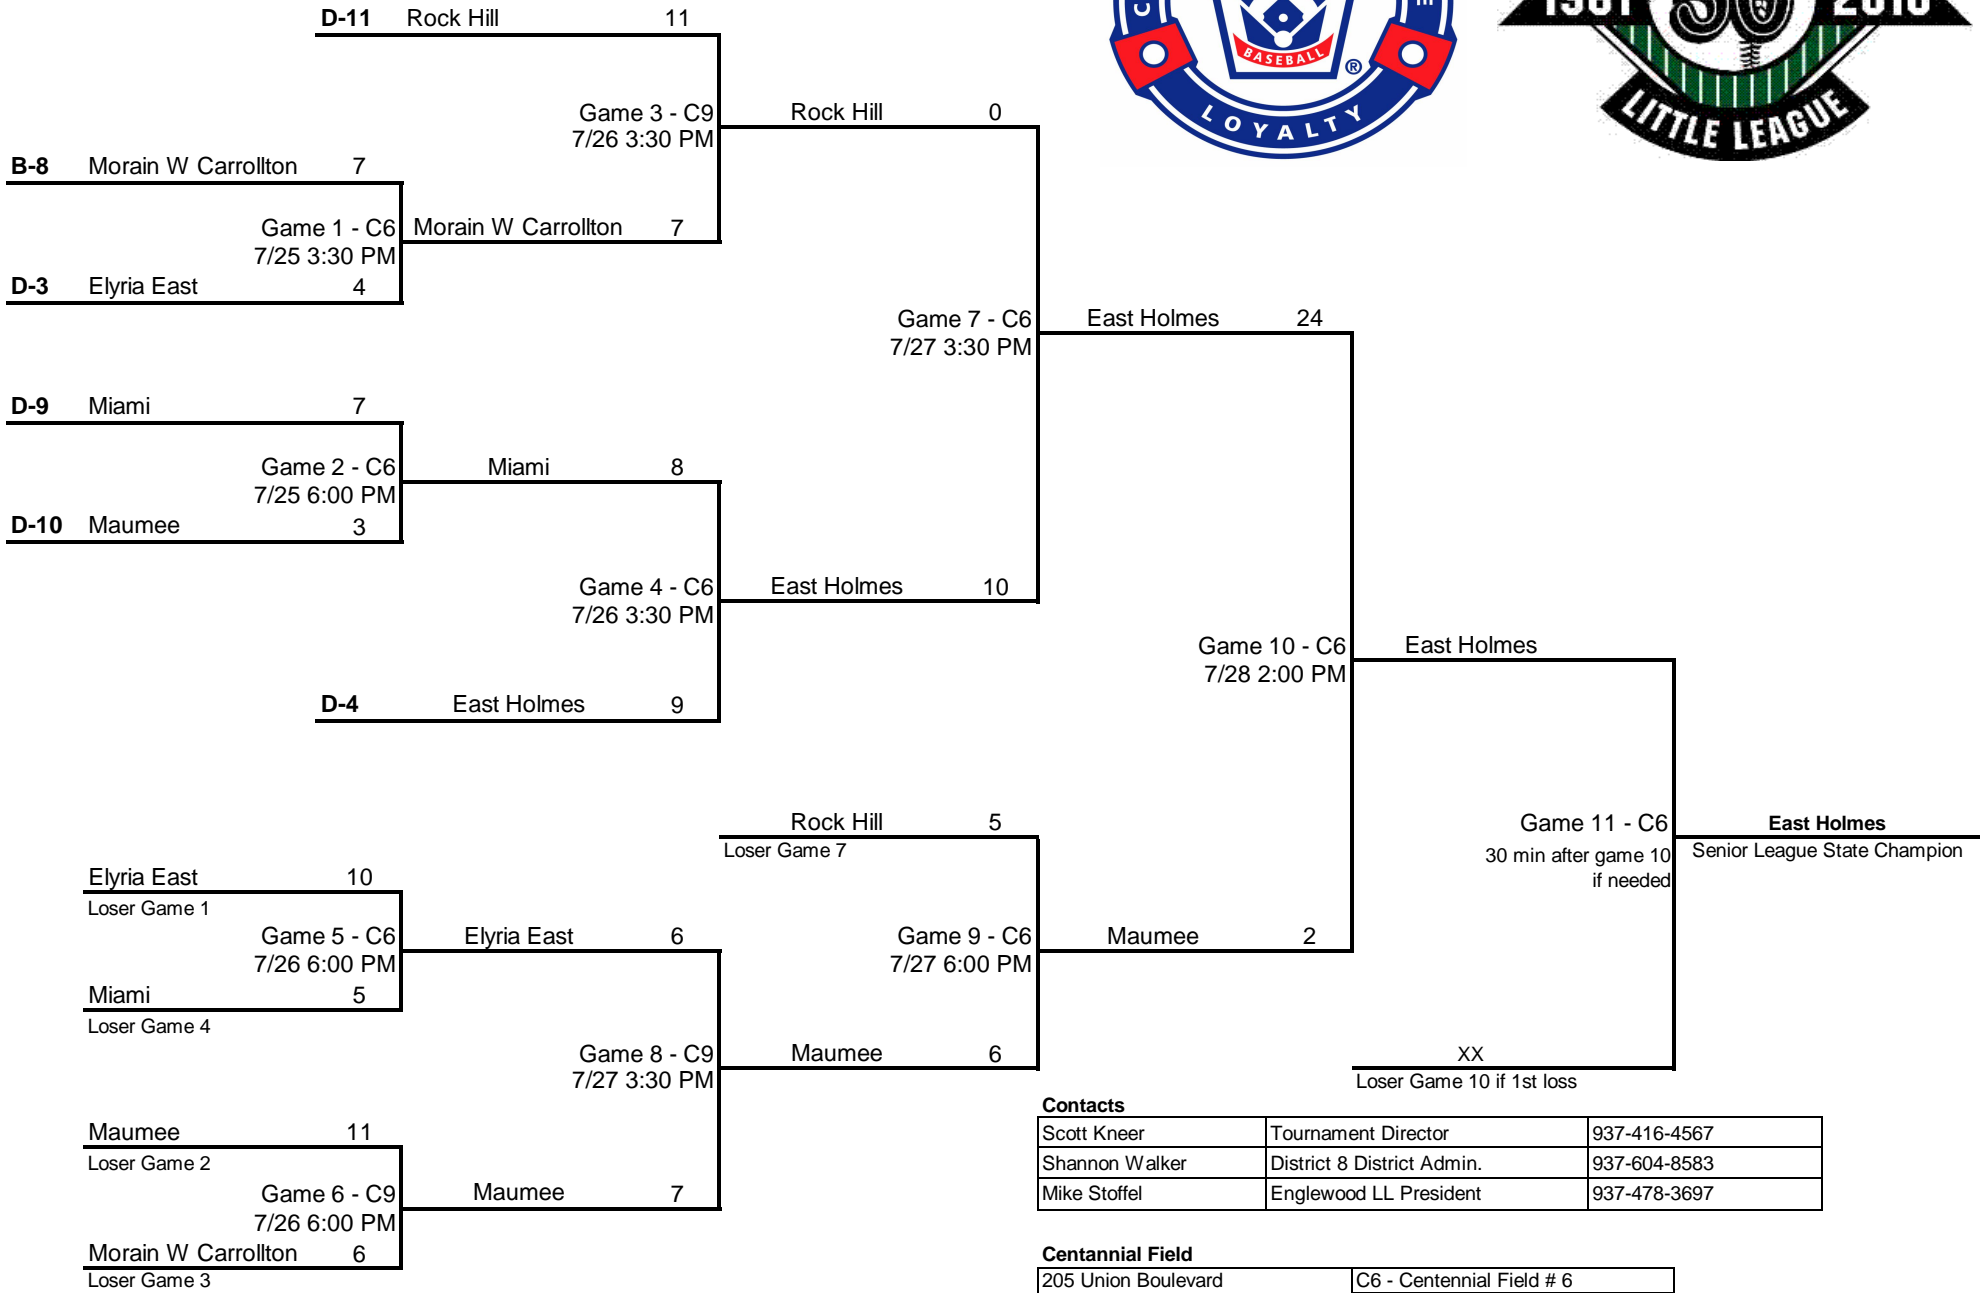 D-11 Rock Hill 11
BASEBALL ®
LOYALTY
LITTLE LEAGUE
Game 3 - C9 Rock Hill 0
7/26 3:30 PM
B-8 Morain W Carrollton 7
Game 1 - C6 Morain W Carrollton 7
7/25 3:30 PM
D-3 Elyria East 4
Game 7 - C6 East Holmes 24
7/27 3:30 PM
D-9 Miami 7
Game 2 - C6 Miami 8
7/25 6:00 PM
D-10 Maumee 3
Game 4 - C6 East Holmes 10
7/26 3:30 PM
Game 10 - C6 East Holmes
7/28 2:00 PM
D-4 East Holmes 9
Rock Hill 5
Loser Game 7
Game 11 - C6 East Holmes
30 min after game 10 Senior League State Champion
if needed
Elyria East 10
Loser Game 1
Game 5 - C6 Elyria East 6
7/26 6:00 PM
Game 9 - C6 Maumee 2
7/27 6:00 PM
Miami 5
Loser Game 4
Game 8 - C9 Maumee 6
7/27 3:30 PM
XX
Loser Game 10 if 1st loss
Contacts
Scott Kneer Tournament Director 937-416-4567
Shannon Walker District 8 District Admin. 937-604-8583
Mike Stoffel Englewood LL President 937-478-3697
Maumee 11
Loser Game 2
Game 6 - C9 Maumee 7
7/26 6:00 PM
Morain W Carrollton 6
Loser Game 3
Centannial Field
205 Union Boulevard C6 - Centennial Field # 6